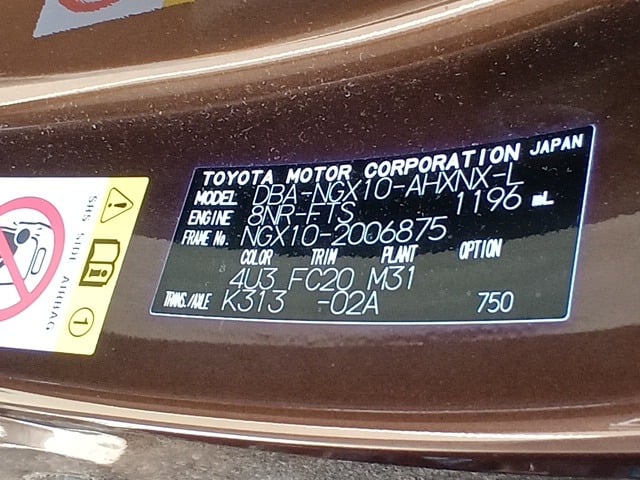 TOYOTA MOTOR CORPORATION JAPAN
MODEL DBA-NGX10-AHXNX-L
ENGINE 8NR-FTS 1196 mL
FRAME No. NGX10-2006875
COLOR TRIM PLANT OPTION
4U3 FC20 M31
TRANS./AXLE K313 -02A 750
SRS SIDE AIRBAG
1